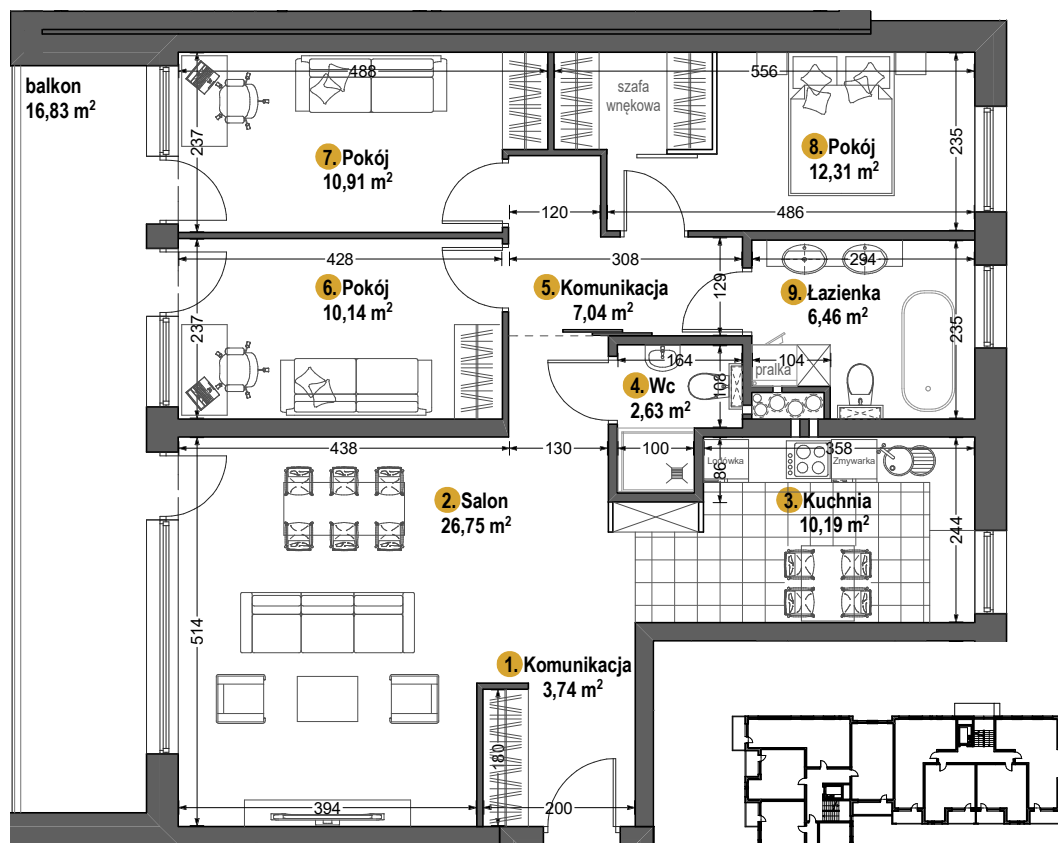 balkon
16,83 m²
488
556
szafa
wnękowa
237
7. Pokój
10,91 m²
8. Pokój
12,31 m²
235
120
486
428
308
294
6. Pokój
10,14 m²
237
5. Komunikacja
7,04 m²
129
9. Łazienka
6,46 m²
235
164
104
pralka
4. Wc
2,63 m²
108
438
130
100
358
86
Lodówka
Zmywarka
2. Salon
26,75 m²
3. Kuchnia
10,19 m²
244
514
1. Komunikacja
3,74 m²
180
394
200